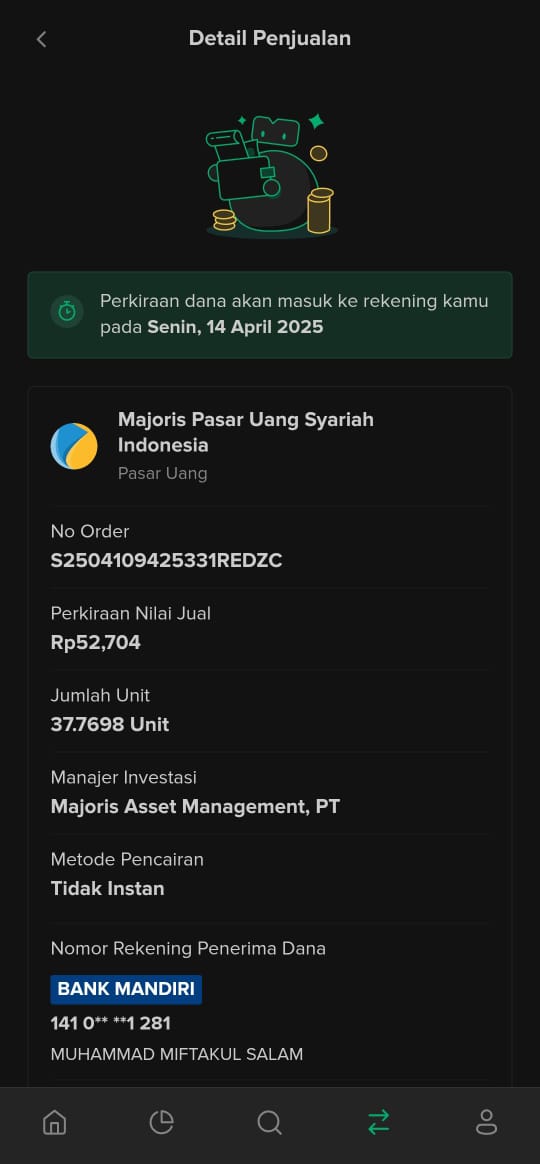 Detail Penjualan
Perkiraan dana akan masuk ke rekening kamu
pada Senin, 14 April 2025
Majoris Pasar Uang Syariah
Indonesia
Pasar Uang
No Order
S2504109425331REDZC
Perkiraan Nilai Jual
Rp52,704
Jumlah Unit
37.7698 Unit
Manajer Investasi
Majoris Asset Management, PT
Metode Pencairan
Tidak Instan
Nomor Rekening Penerima Dana
BANK MANDIRI
141 0** **1 281
MUHAMMAD MIFTAKUL SALAM